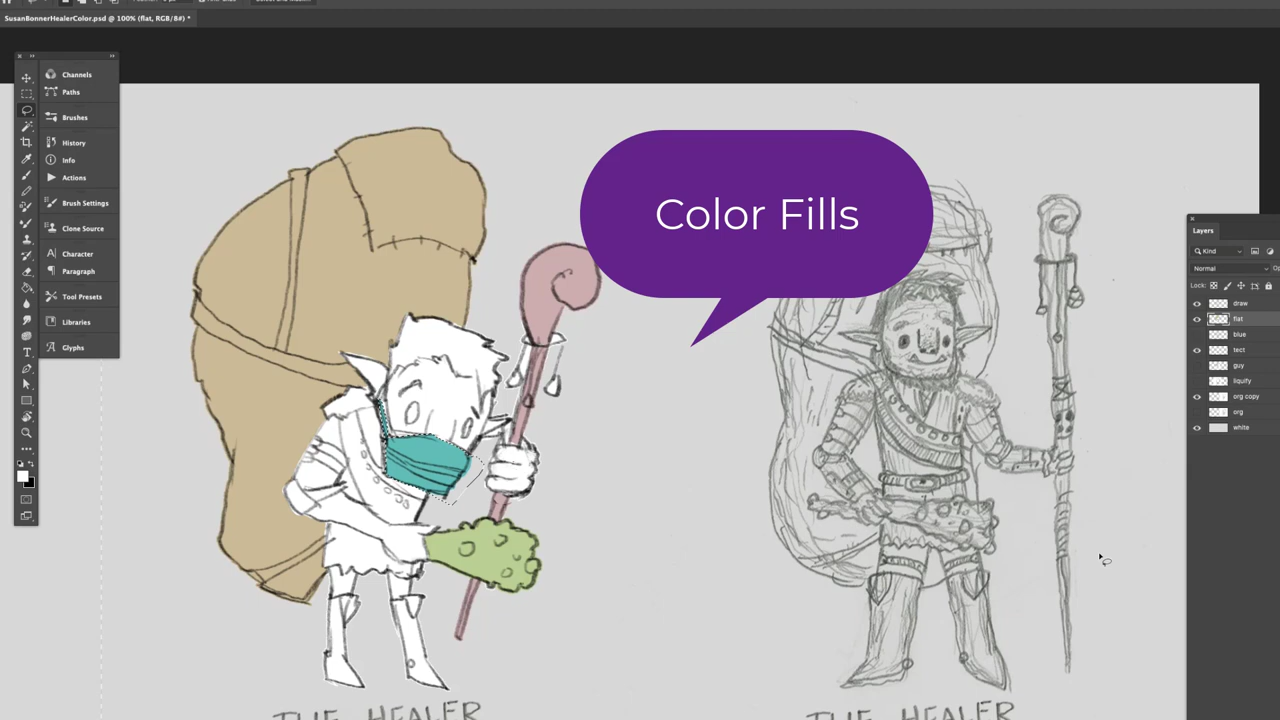 SusanBonnerHealerColor.psd @ 100% (flat, RGB/8#) *
Channels
Paths
Brushes
History
Info
Actions
Brush Settings
Clone Source
Character
Paragraph
Tool Presets
Libraries
Glyphs
Color Fills
Layers
Kind
Normal
Lock:
draw
flat
blue
tect
guy
liquify
org copy
org
white
THE HEALER
THE HEALER